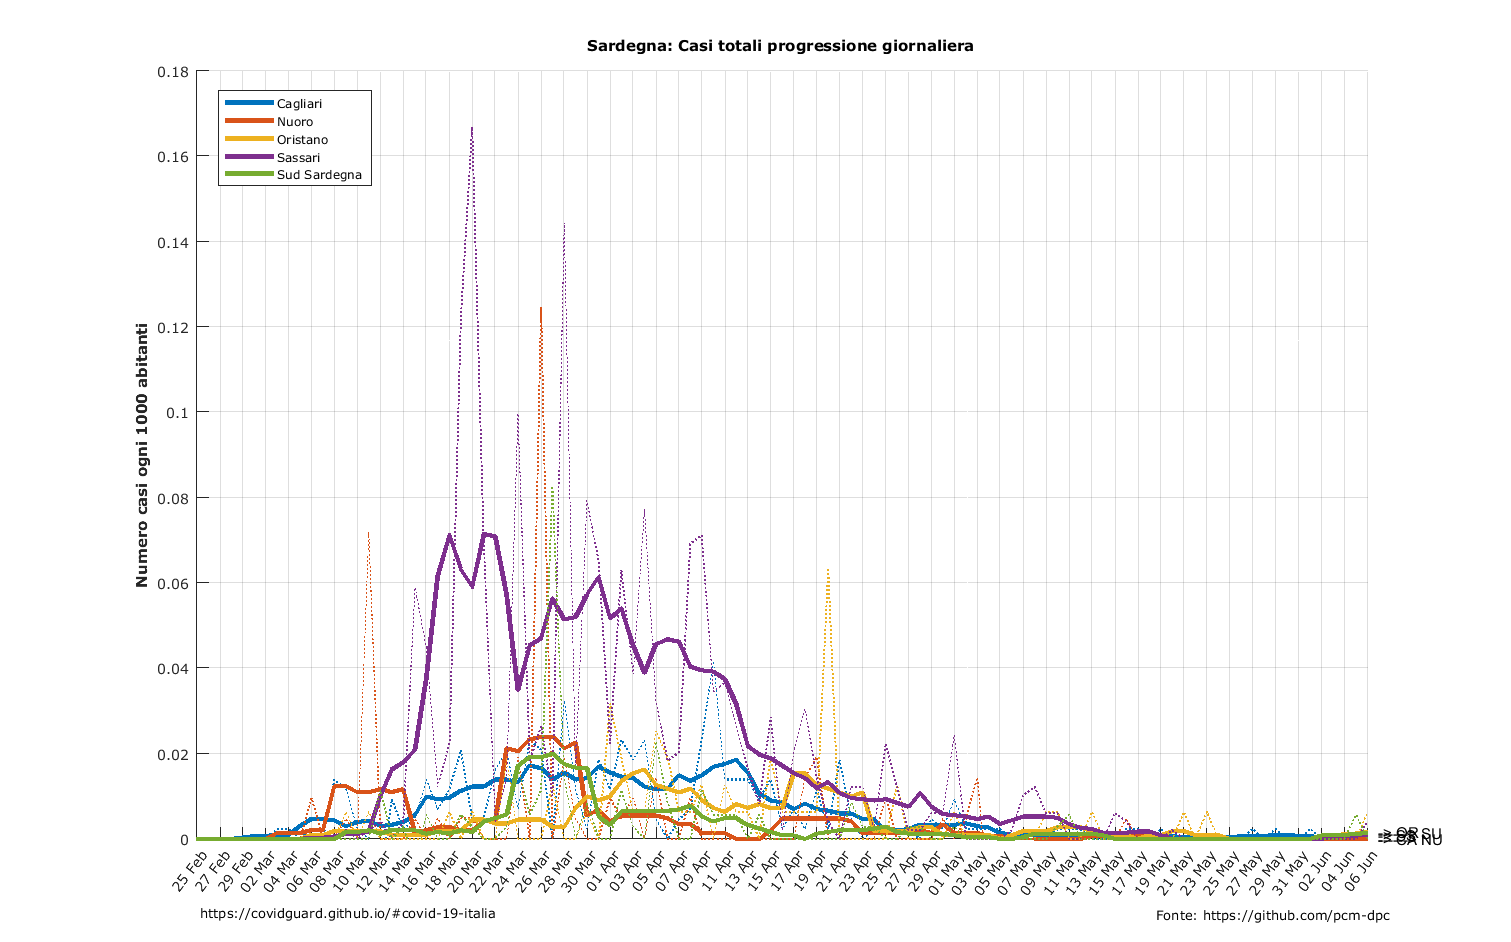 Sardegna: Casi totali progressione giornaliera
Numero casi ogni 1000 abitanti
0.18
0.16
0.14
0.12
0.1
0.08
0.06
0.04
0.02
0
Cagliari
Nuoro
Oristano
Sassari
Sud Sardegna
25 Feb
27 Feb
29 Feb
02 Mar
04 Mar
06 Mar
08 Mar
10 Mar
12 Mar
14 Mar
16 Mar
18 Mar
20 Mar
22 Mar
24 Mar
26 Mar
28 Mar
30 Mar
01 Apr
03 Apr
05 Apr
07 Apr
09 Apr
11 Apr
13 Apr
15 Apr
17 Apr
19 Apr
21 Apr
23 Apr
25 Apr
27 Apr
29 Apr
01 May
03 May
05 May
07 May
09 May
11 May
13 May
15 May
17 May
19 May
21 May
23 May
25 May
27 May
29 May
31 May
02 Jun
04 Jun
06 Jun
SU
NU
https://covidguard.github.io/#covid-19-italia
Fonte: https://github.com/pcm-dpc